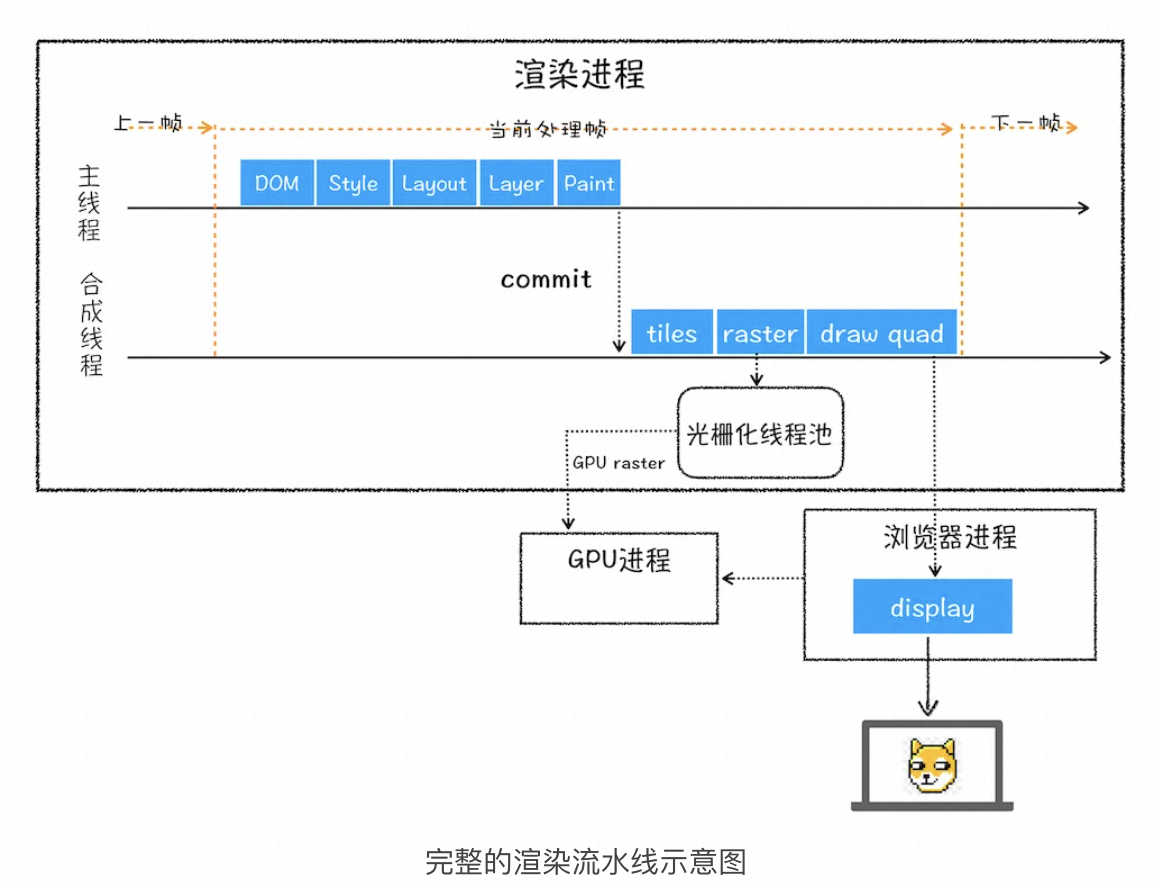 渲染进程
上一帧
当前处理帧
下一帧
主线程
DOM
Style
Layout
Layer
Paint
commit
合成线程
tiles
raster
draw quad
光栅化线程池
GPU raster
GPU进程
浏览器进程
display
完整的渲染流水线示意图